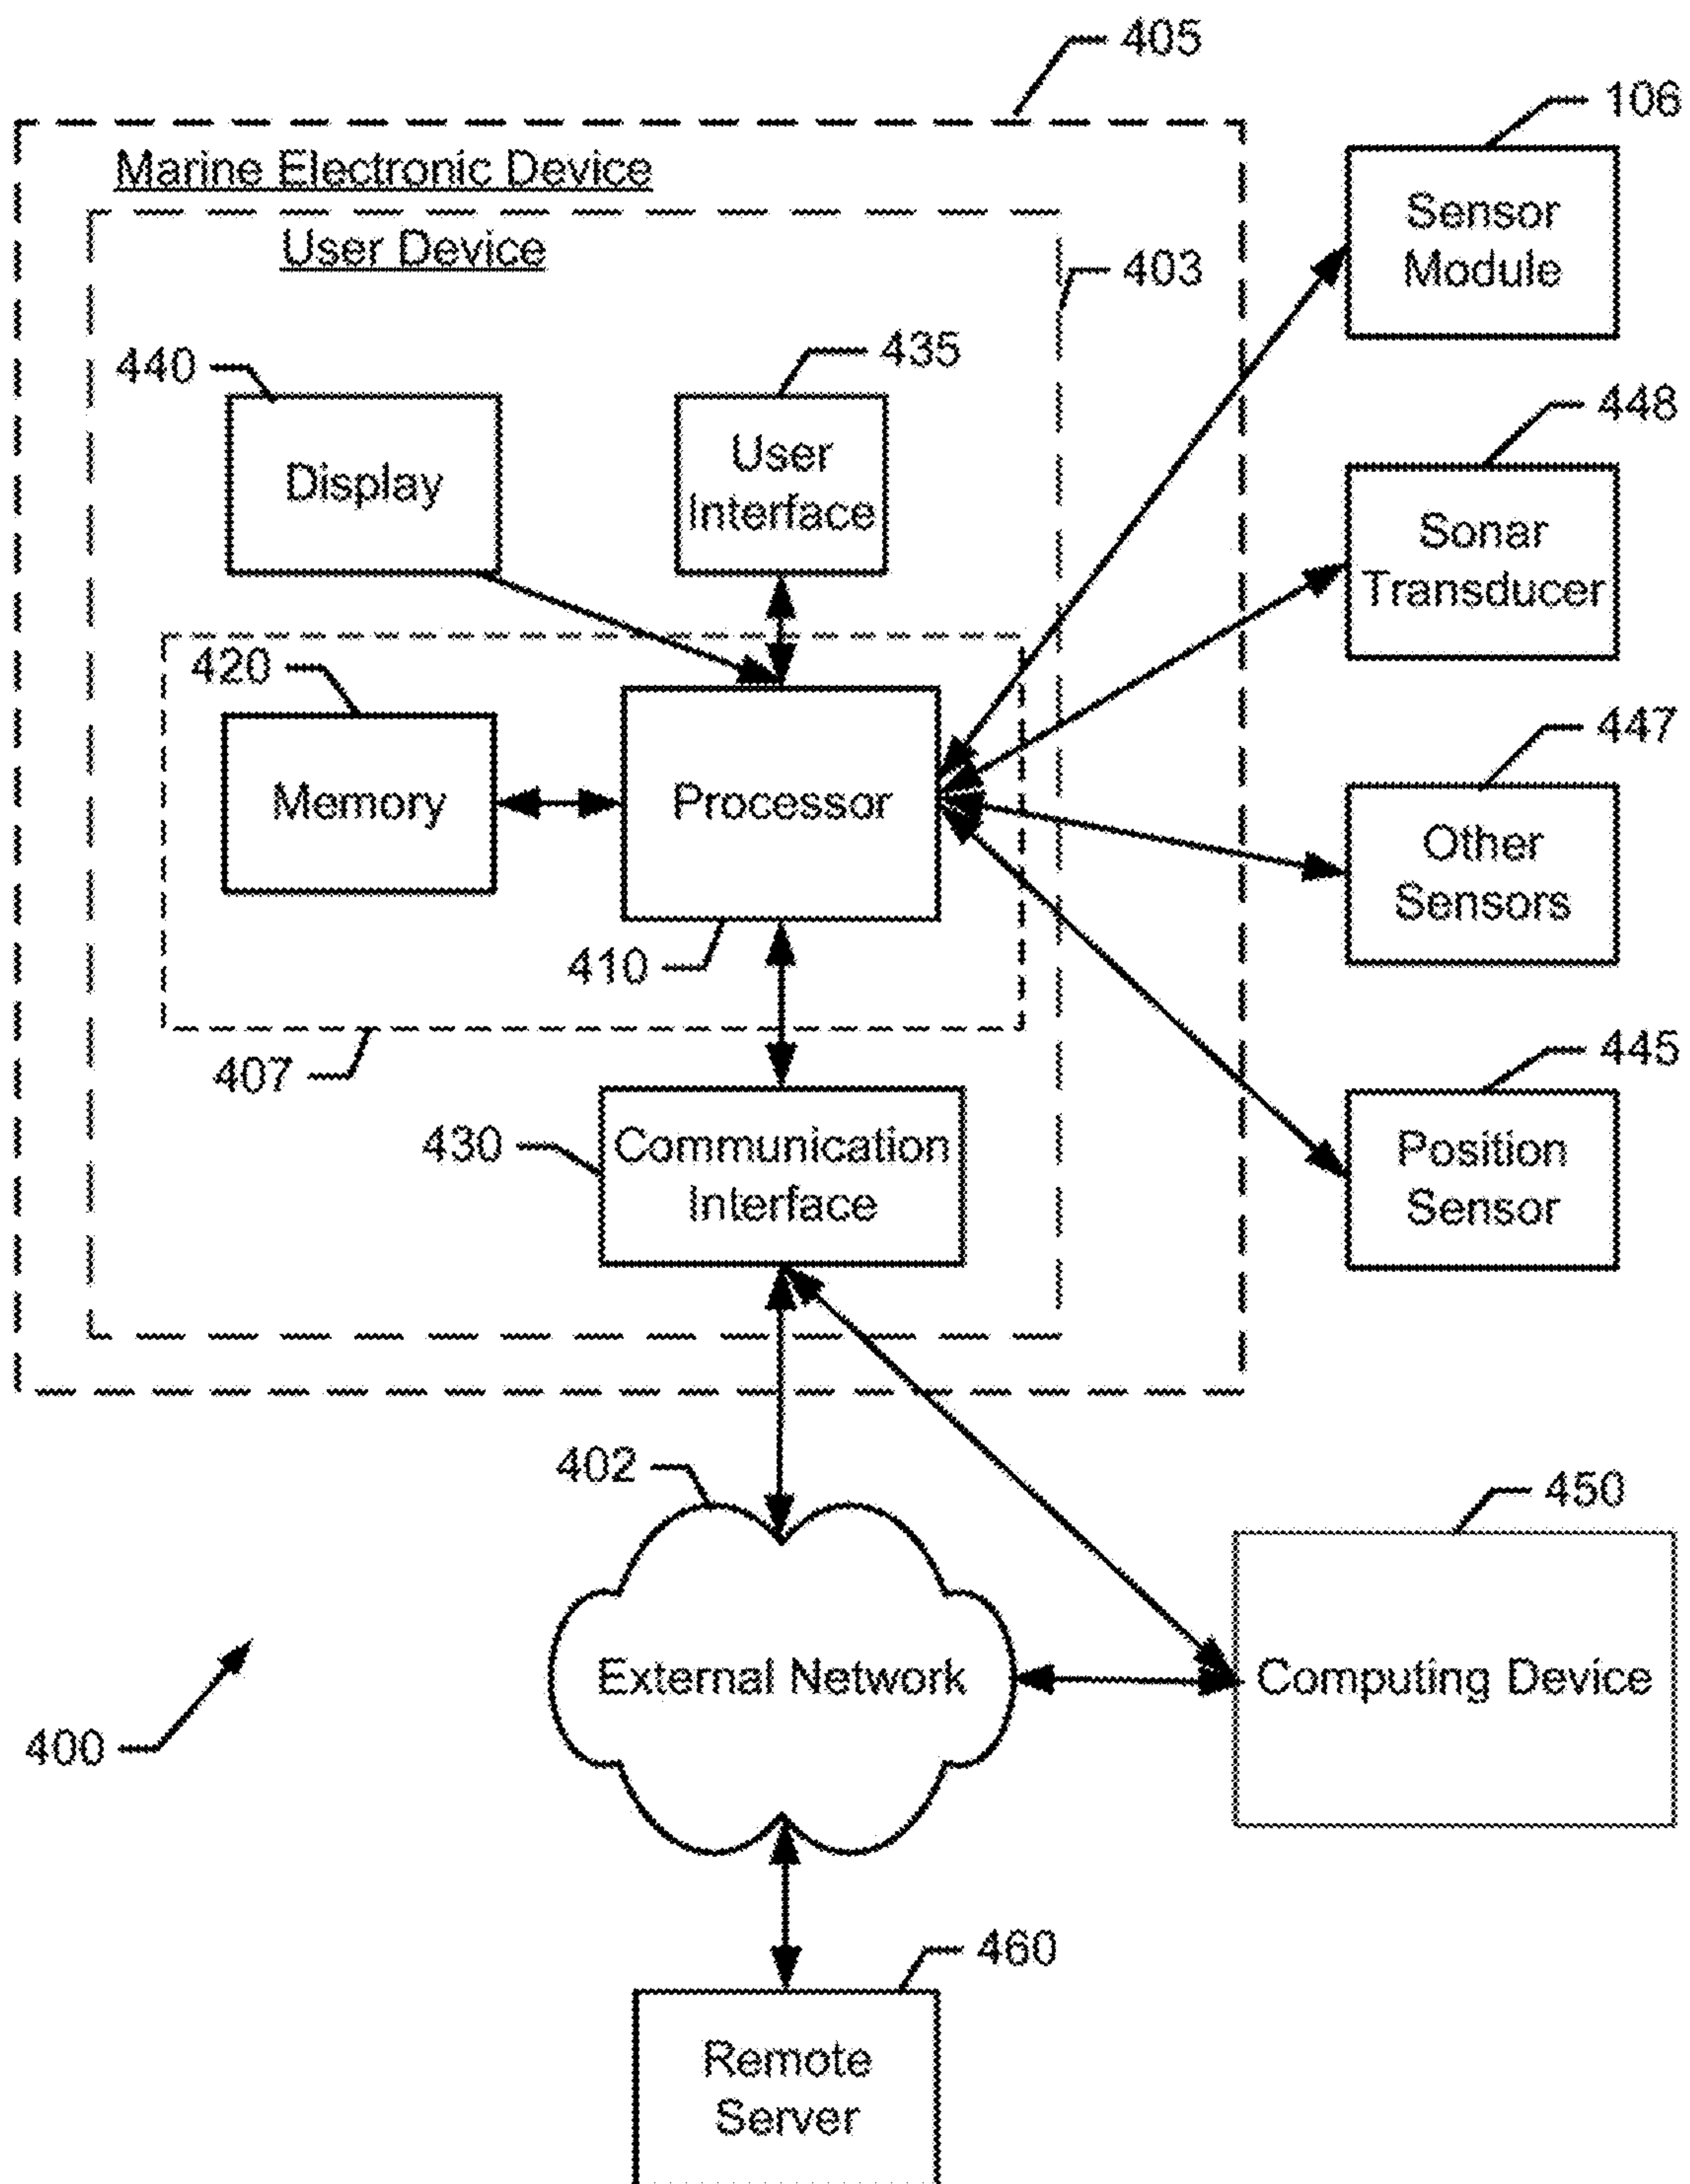 405
106
Marine Electronic Device
Sensor
Module
User Device
403
440
435
448
Display
User
Interface
Sonar
Transducer
420
447
Memory
Processor
Other
Sensors
410
407
445
430
Communication
Interface
Position
Sensor
402
450
External Network
Computing Device
400
460
Remote
Server